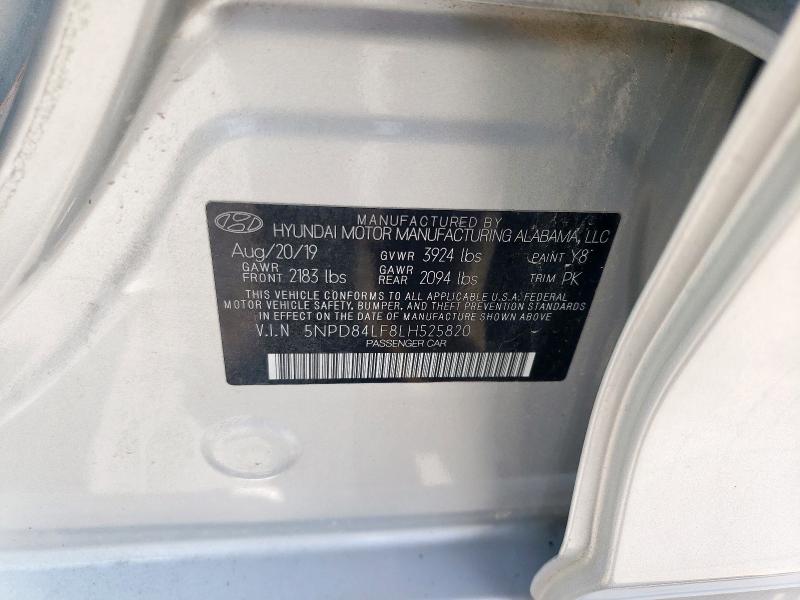 MANUFACTURED BY
HYUNDAI MOTOR MANUFACTURING ALABAMA, LLC
Aug/20/19 GVWR 3924 lbs PAINT Y8
GAWR FRONT 2183 lbs GAWR REAR 2094 lbs TRIM PK
THIS VEHICLE CONFORMS TO ALL APPLICABLE U.S.A. FEDERAL
MOTOR VEHICLE SAFETY, BUMPER, AND THEFT PREVENTION STANDARDS
IN EFFECT ON THE DATE OF MANUFACTURE SHOWN ABOVE
V.I.N 5NPD84LF8LH525820
PASSENGER CAR